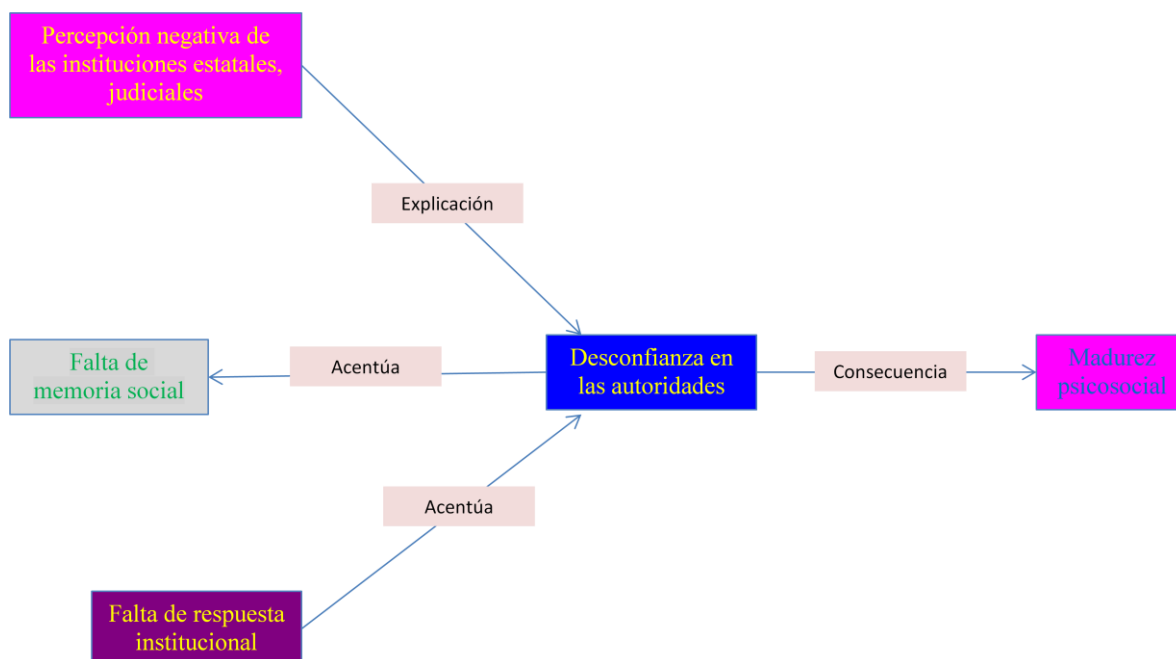 Percepción negativa de
las instituciones estatales,
judiciales
Explicación
Falta de
memoria social
Acentúa
Desconfianza en
las autoridades
Consecuencia
Madurez
psicosocial
Acentúa
Falta de respuesta
institucional